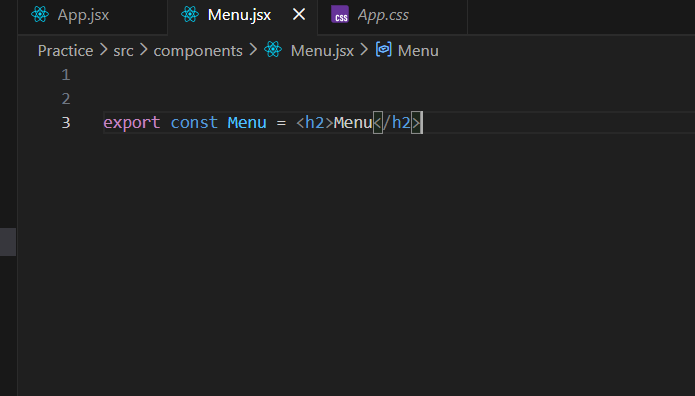 App.jsx Menu.jsx App.css
Practice src components Menu.jsx Menu
1
2
3 export const Menu = <h2>Menu</h2>